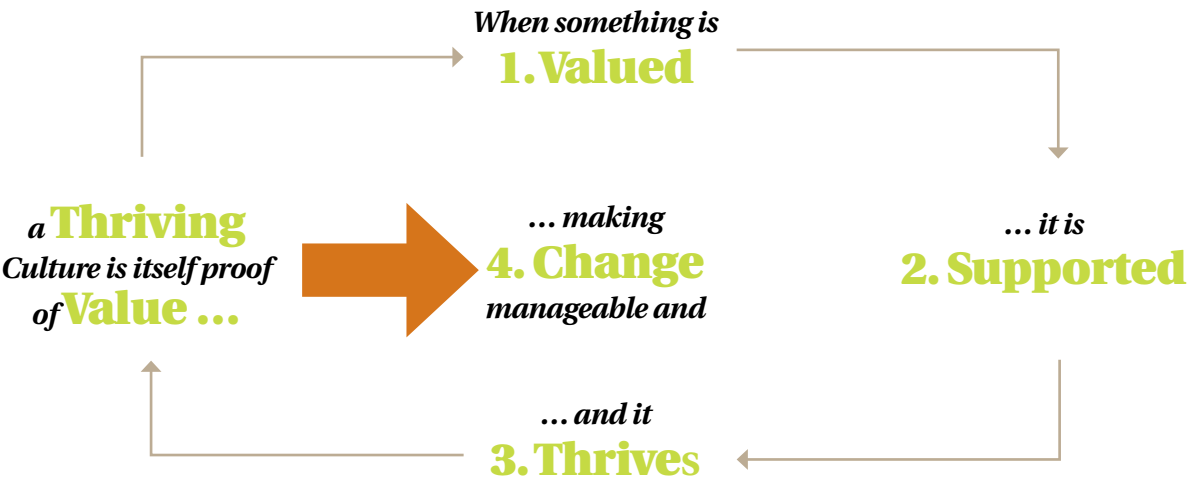 When something is
1. Valued
... it is
2. Supported
... and it
3. Thrives
a Thriving
Culture is itself proof
of Value ...
... making
4. Change
manageable and